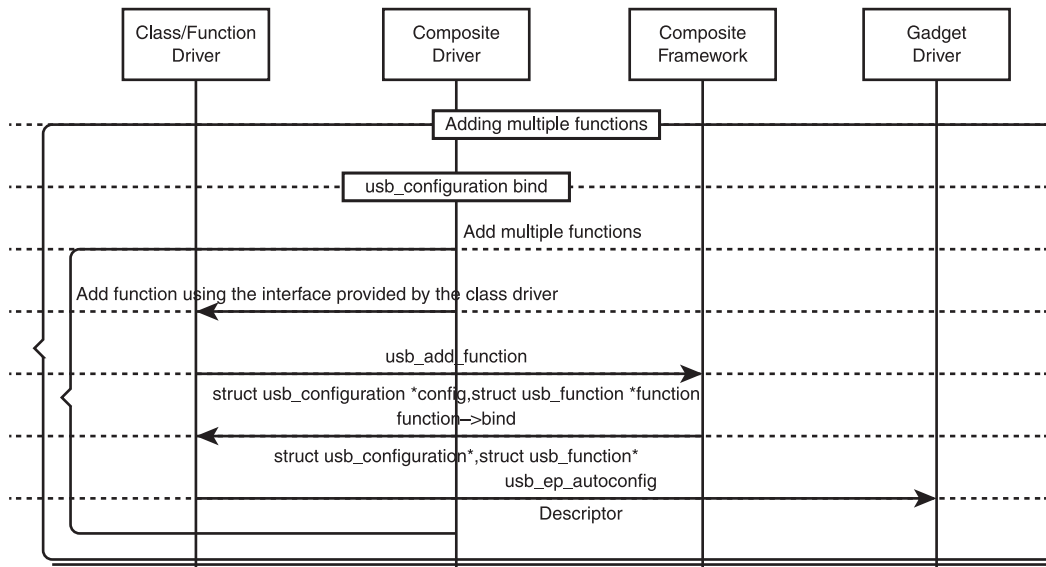 Class/Function
Driver
Composite
Driver
Composite
Framework
Gadget
Driver
Adding multiple functions
usb_configuration bind
Add multiple functions
Add function using the interface provided by the class driver
usb_add_function
struct usb_configuration *config,struct usb_function *function
function–>bind
struct usb_configuration*,struct usb_function*
usb_ep_autoconfig
Descriptor